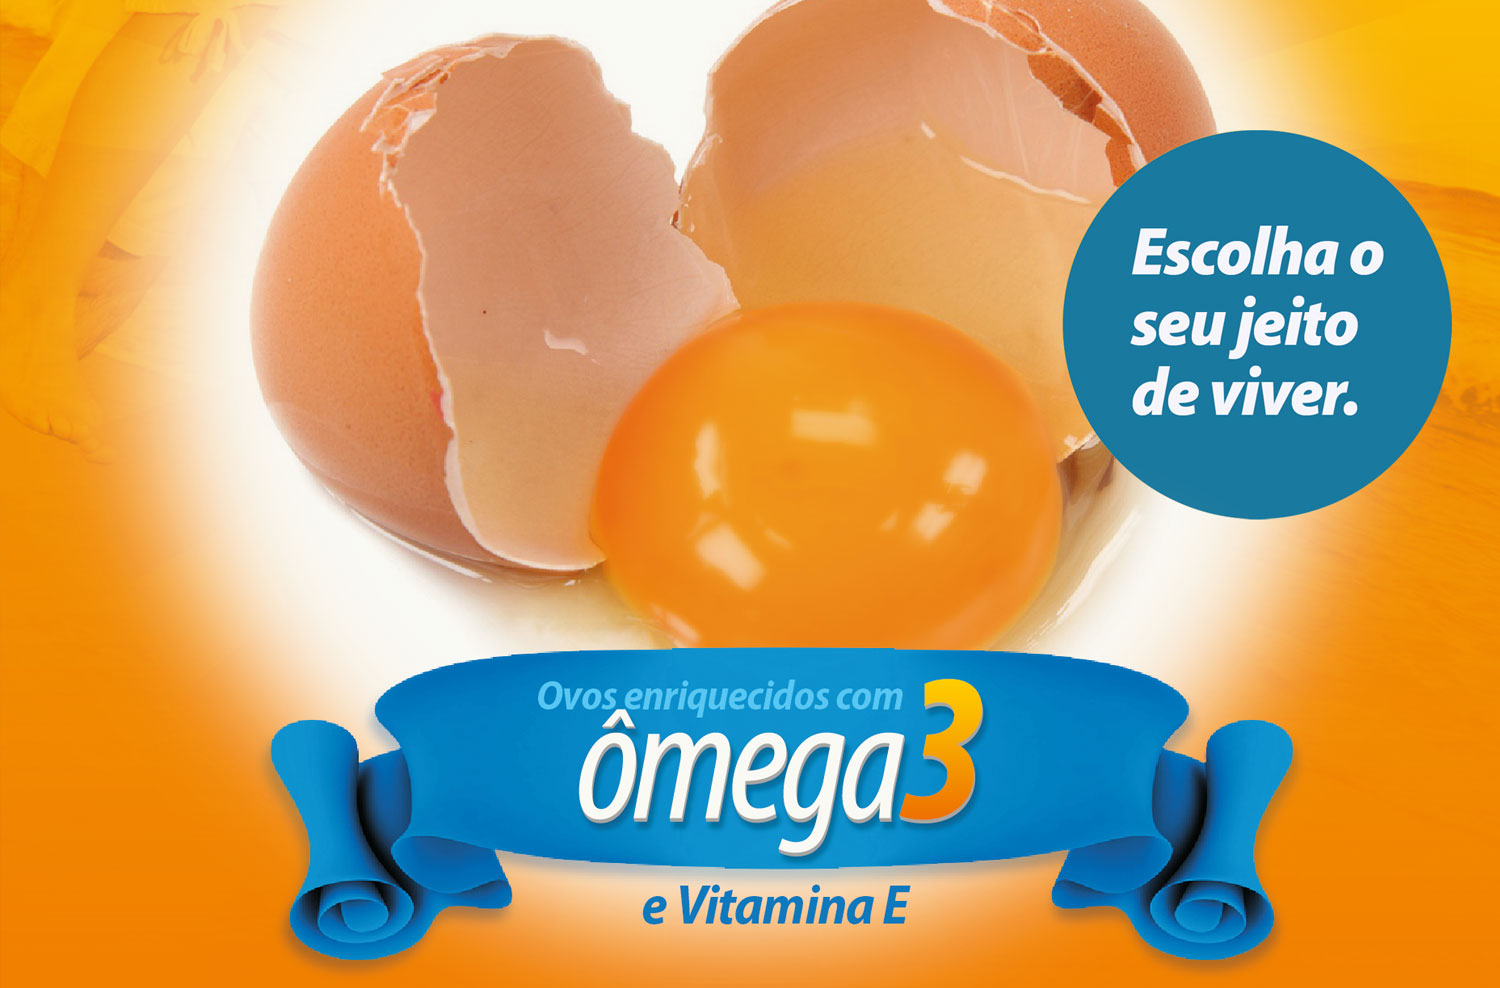 Escolha o
seu jeito
de viver.
Ovos enriquecidos com
ômega3
e Vitamina E